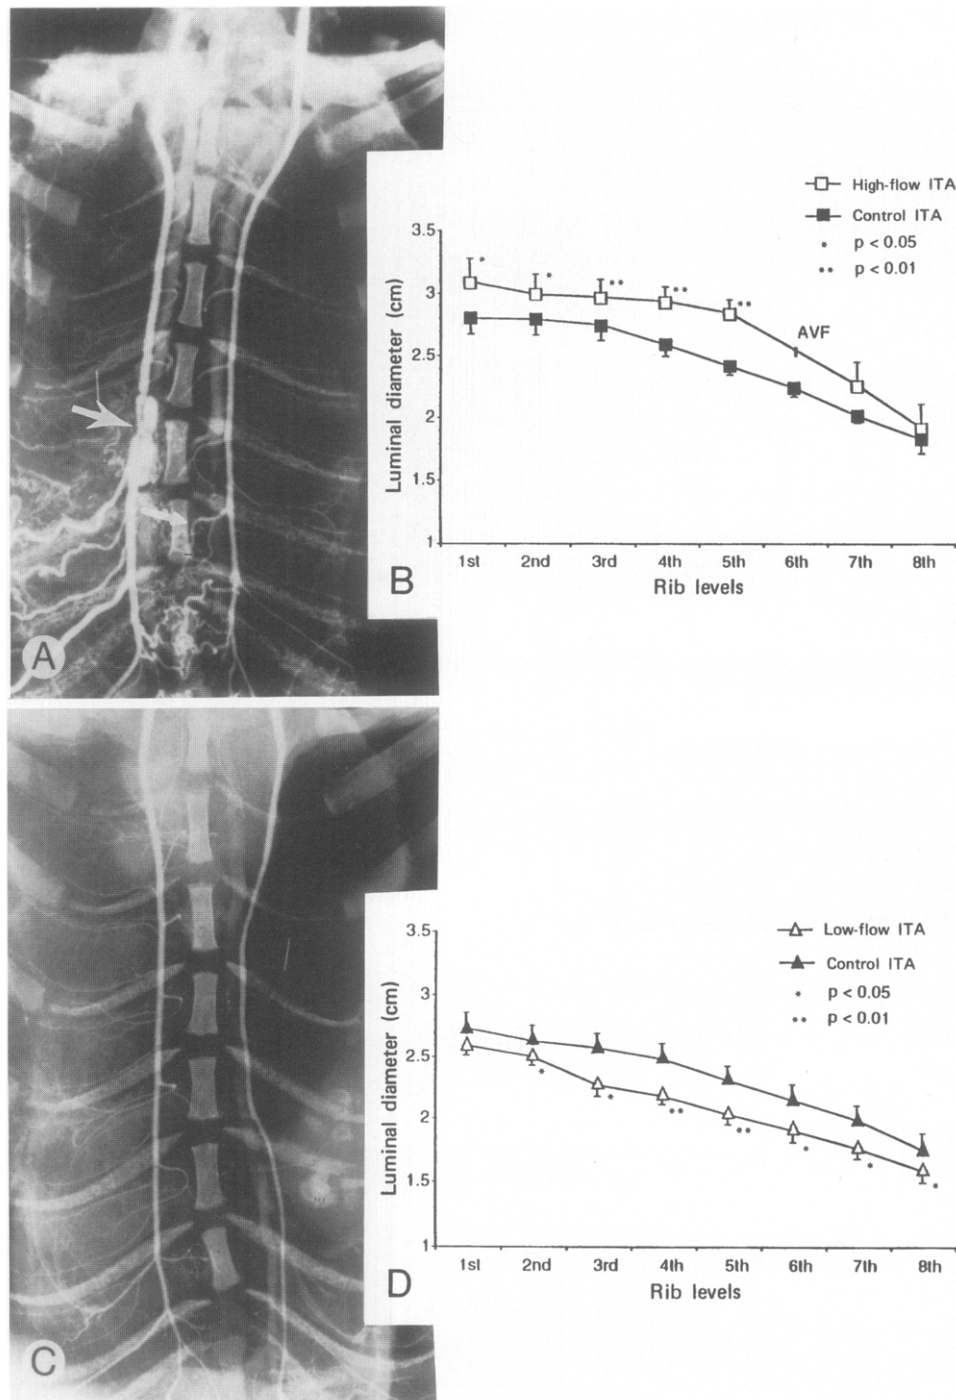 A
High-flow ITA
Control ITA
* p < 0.05
** p < 0.01
Luminal diameter (cm)
3.5
3
2.5
2
1.5
1
* * ** ** **
AVF
1st 2nd 3rd 4th 5th 6th 7th 8th
Rib levels
B
C
Low-flow ITA
Control ITA
* p < 0.05
** p < 0.01
Luminal diameter (cm)
3.5
3
2.5
2
1.5
1
* * ** ** * * *
1st 2nd 3rd 4th 5th 6th 7th 8th
Rib levels
D